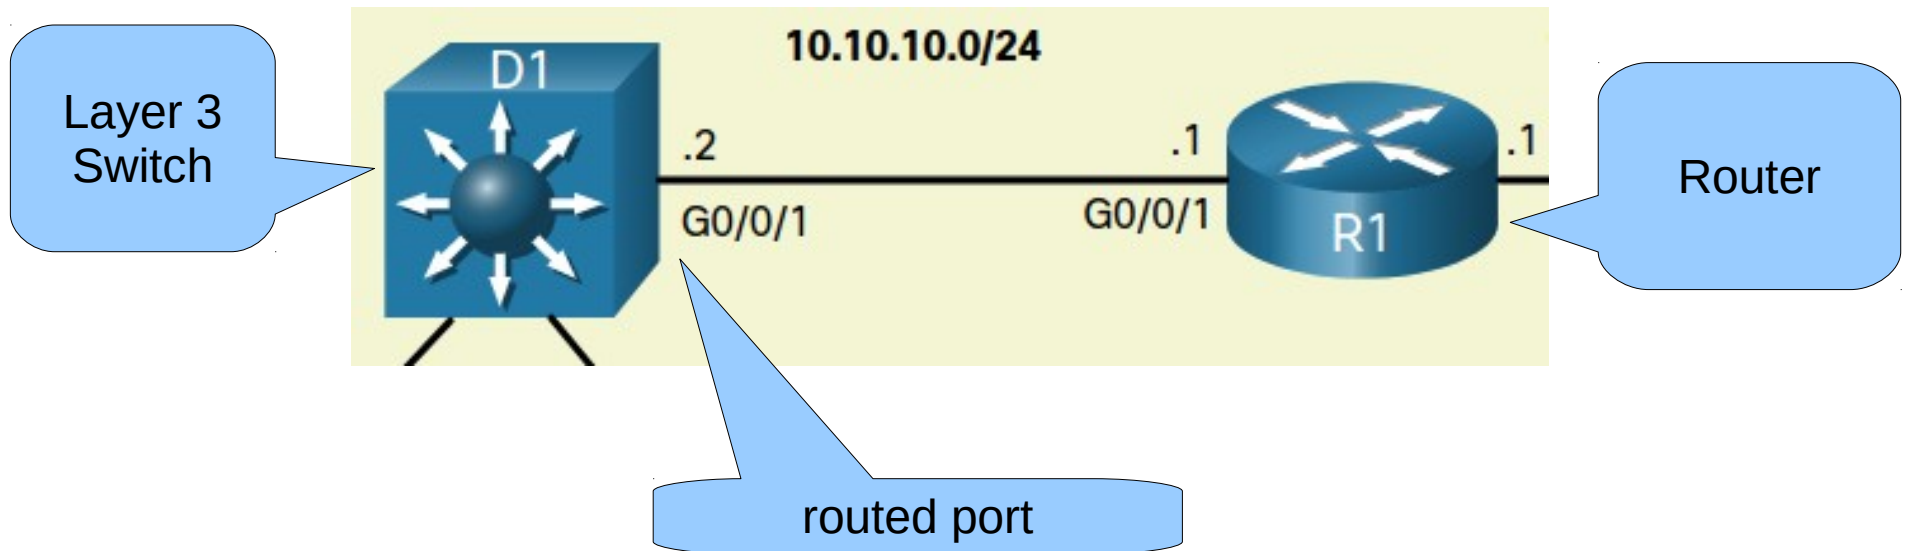 Layer 3
Switch
D1
10.10.10.0/24
.2
G0/0/1
.1
G0/0/1
R1
.1
Router
routed port